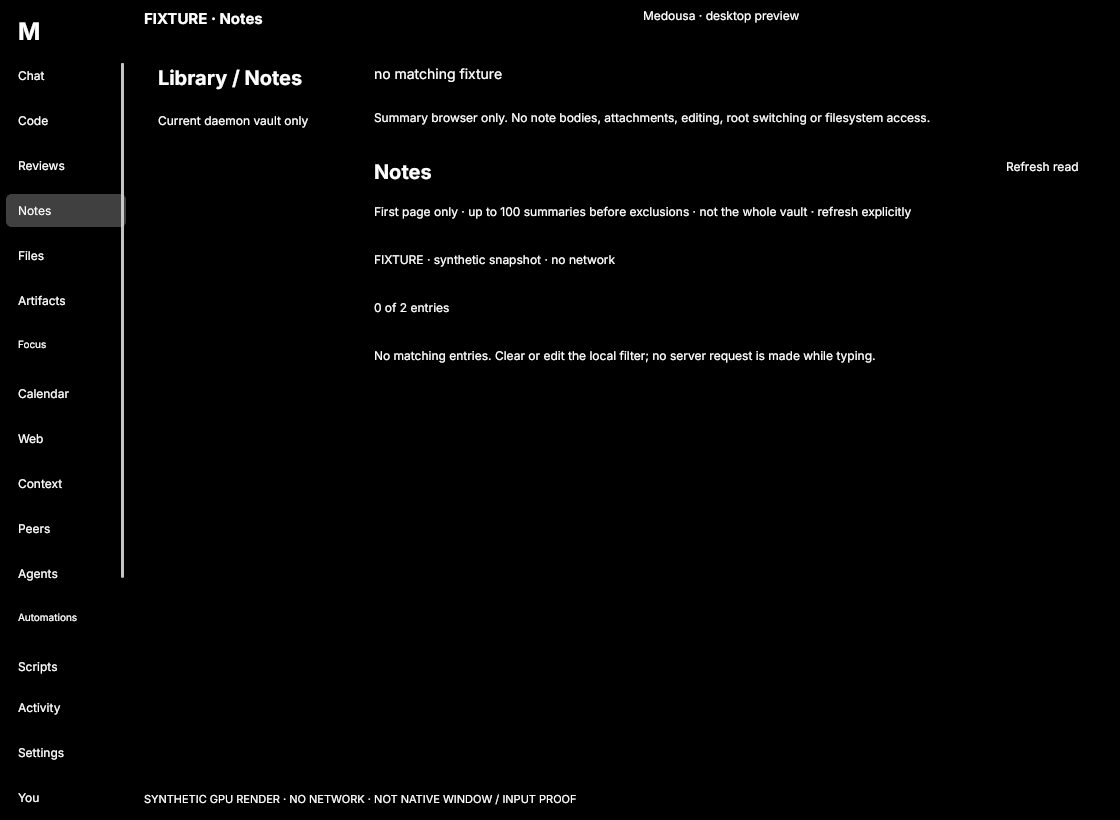 M
Chat
Code
Reviews
Notes
Files
Artifacts
Focus
Calendar
Web
Context
Peers
Agents
Automations
Scripts
Activity
Settings
You
FIXTURE · Notes
Medousa · desktop preview
Library / Notes
Current daemon vault only
no matching fixture
Summary browser only. No note bodies, attachments, editing, root switching or filesystem access.
Notes
Refresh read
First page only · up to 100 summaries before exclusions · not the whole vault · refresh explicitly
FIXTURE · synthetic snapshot · no network
0 of 2 entries
No matching entries. Clear or edit the local filter; no server request is made while typing.
SYNTHETIC GPU RENDER · NO NETWORK · NOT NATIVE WINDOW / INPUT PROOF